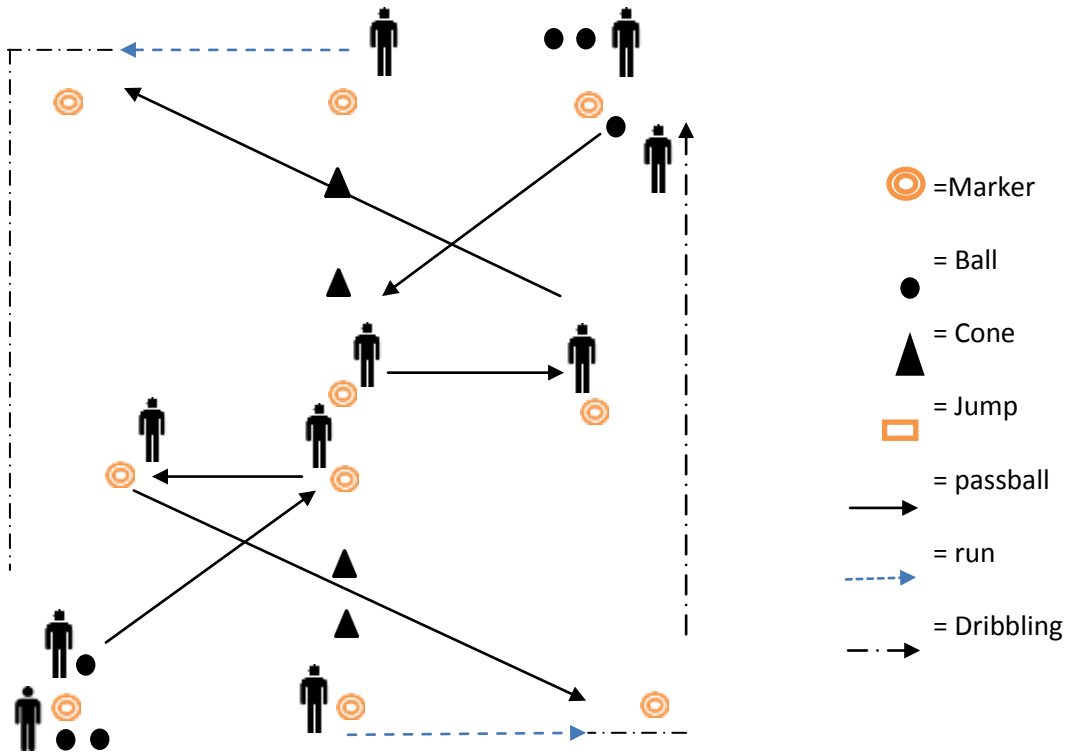 =Marker
= Ball
= Cone
= Jump
= passball
= run
= Dribbling